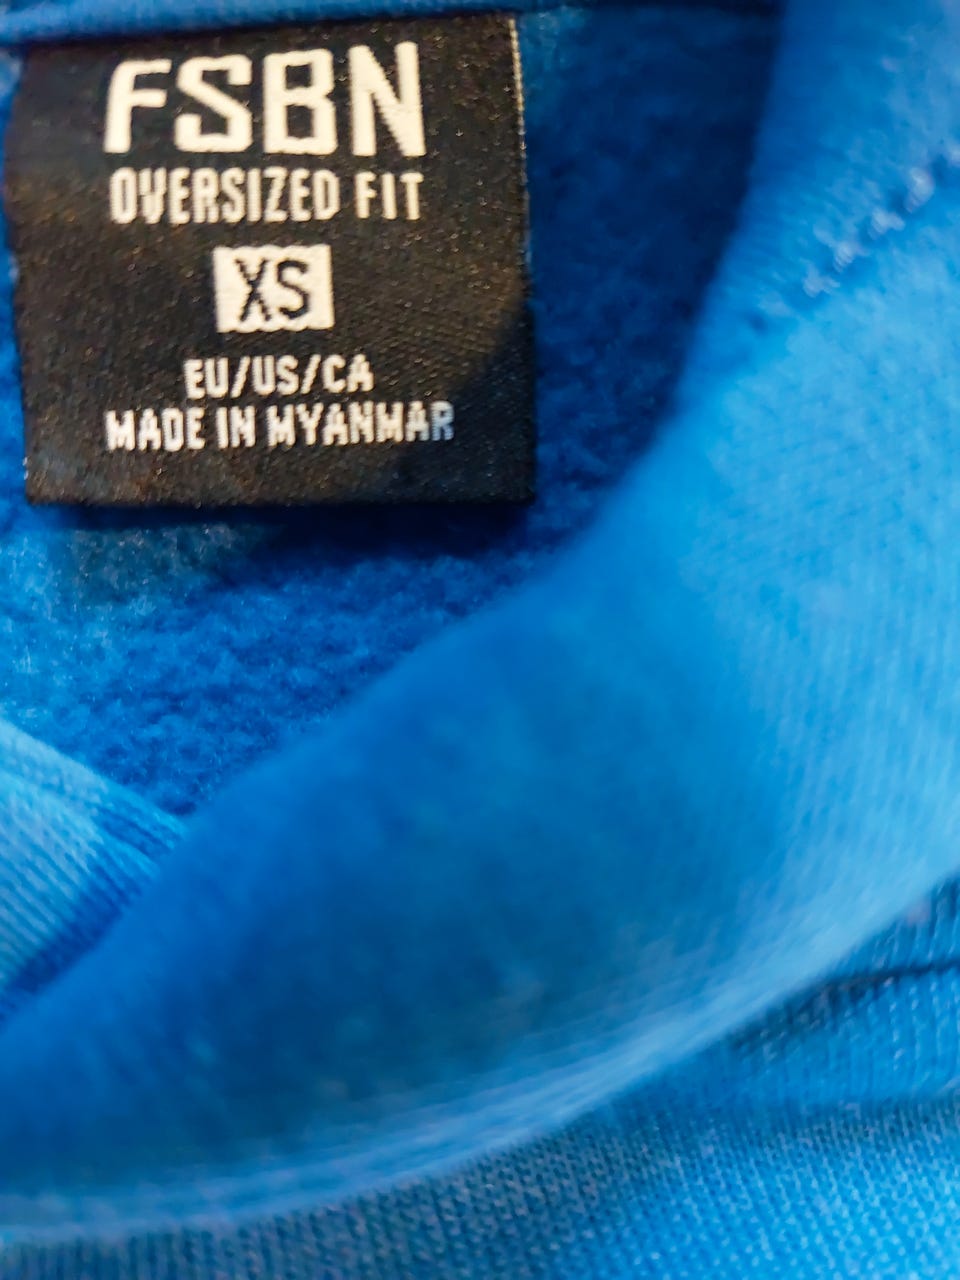 FSBN
OVERSIZED FIT
XS
EU/US/CA
MADE IN MYANMAR